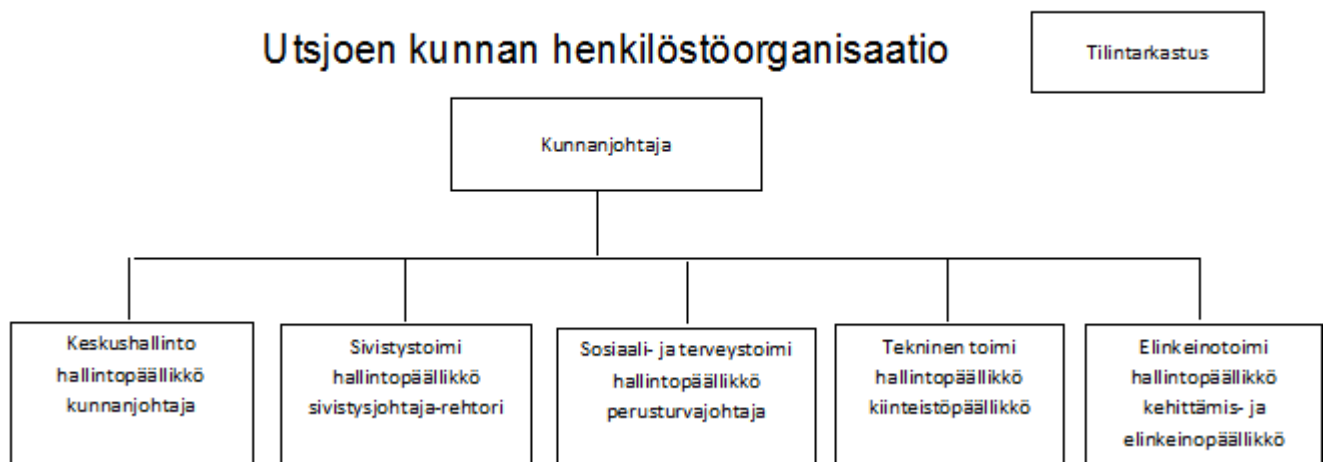 Utsjoen kunnan henkilöstöorganisaatio
Tilintarkastus
Kunnanjohtaja
Keskushallinto
hallintopäällikkö
kunnanjohtaja
Sivistystoimi
hallintopäällikkö
sivistysjohtaja-rehtori
Sosiaali- ja terveystoimi
hallintopäällikkö
perusturvajohtaja
Tekninen toimi
hallintopäällikkö
kiinteistöpäällikkö
Elinkeinotoimi
hallintopäällikkö
kehittämis- ja
elinkeinopäällikkö